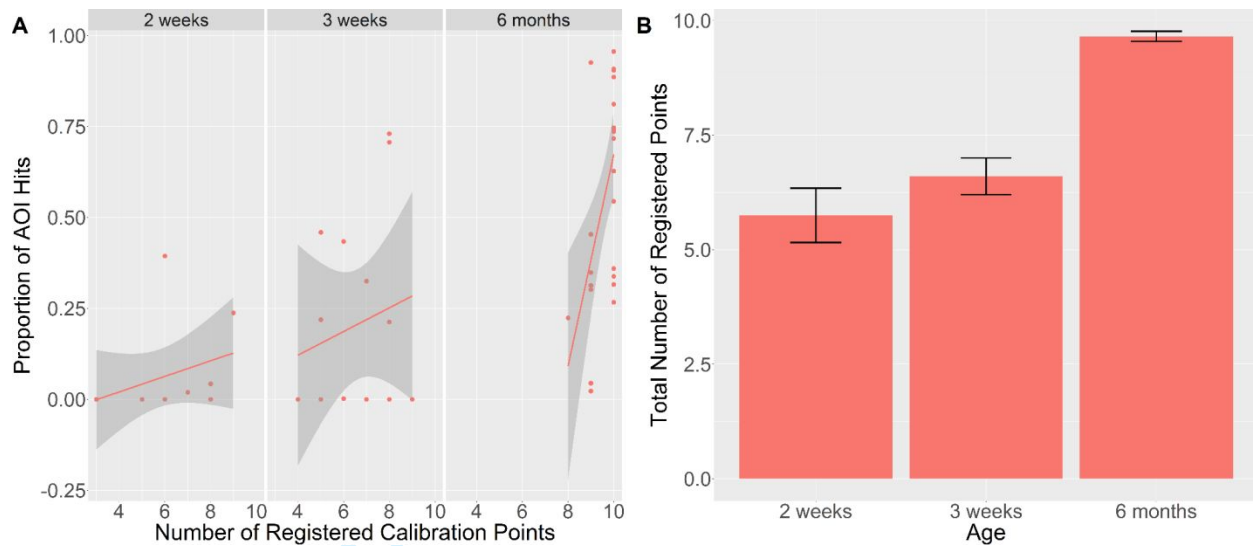 A
2 weeks 3 weeks 6 months
1.00
0.75
0.50
0.25
0.00
-0.25
Proportion of AOI Hits
4 6 8 10 4 6 8 10 4 6 8 10
Number of Registered Calibration Points
B
10.0
7.5
5.0
2.5
0.0
Total Number of Registered Points
2 weeks 3 weeks 6 months
Age